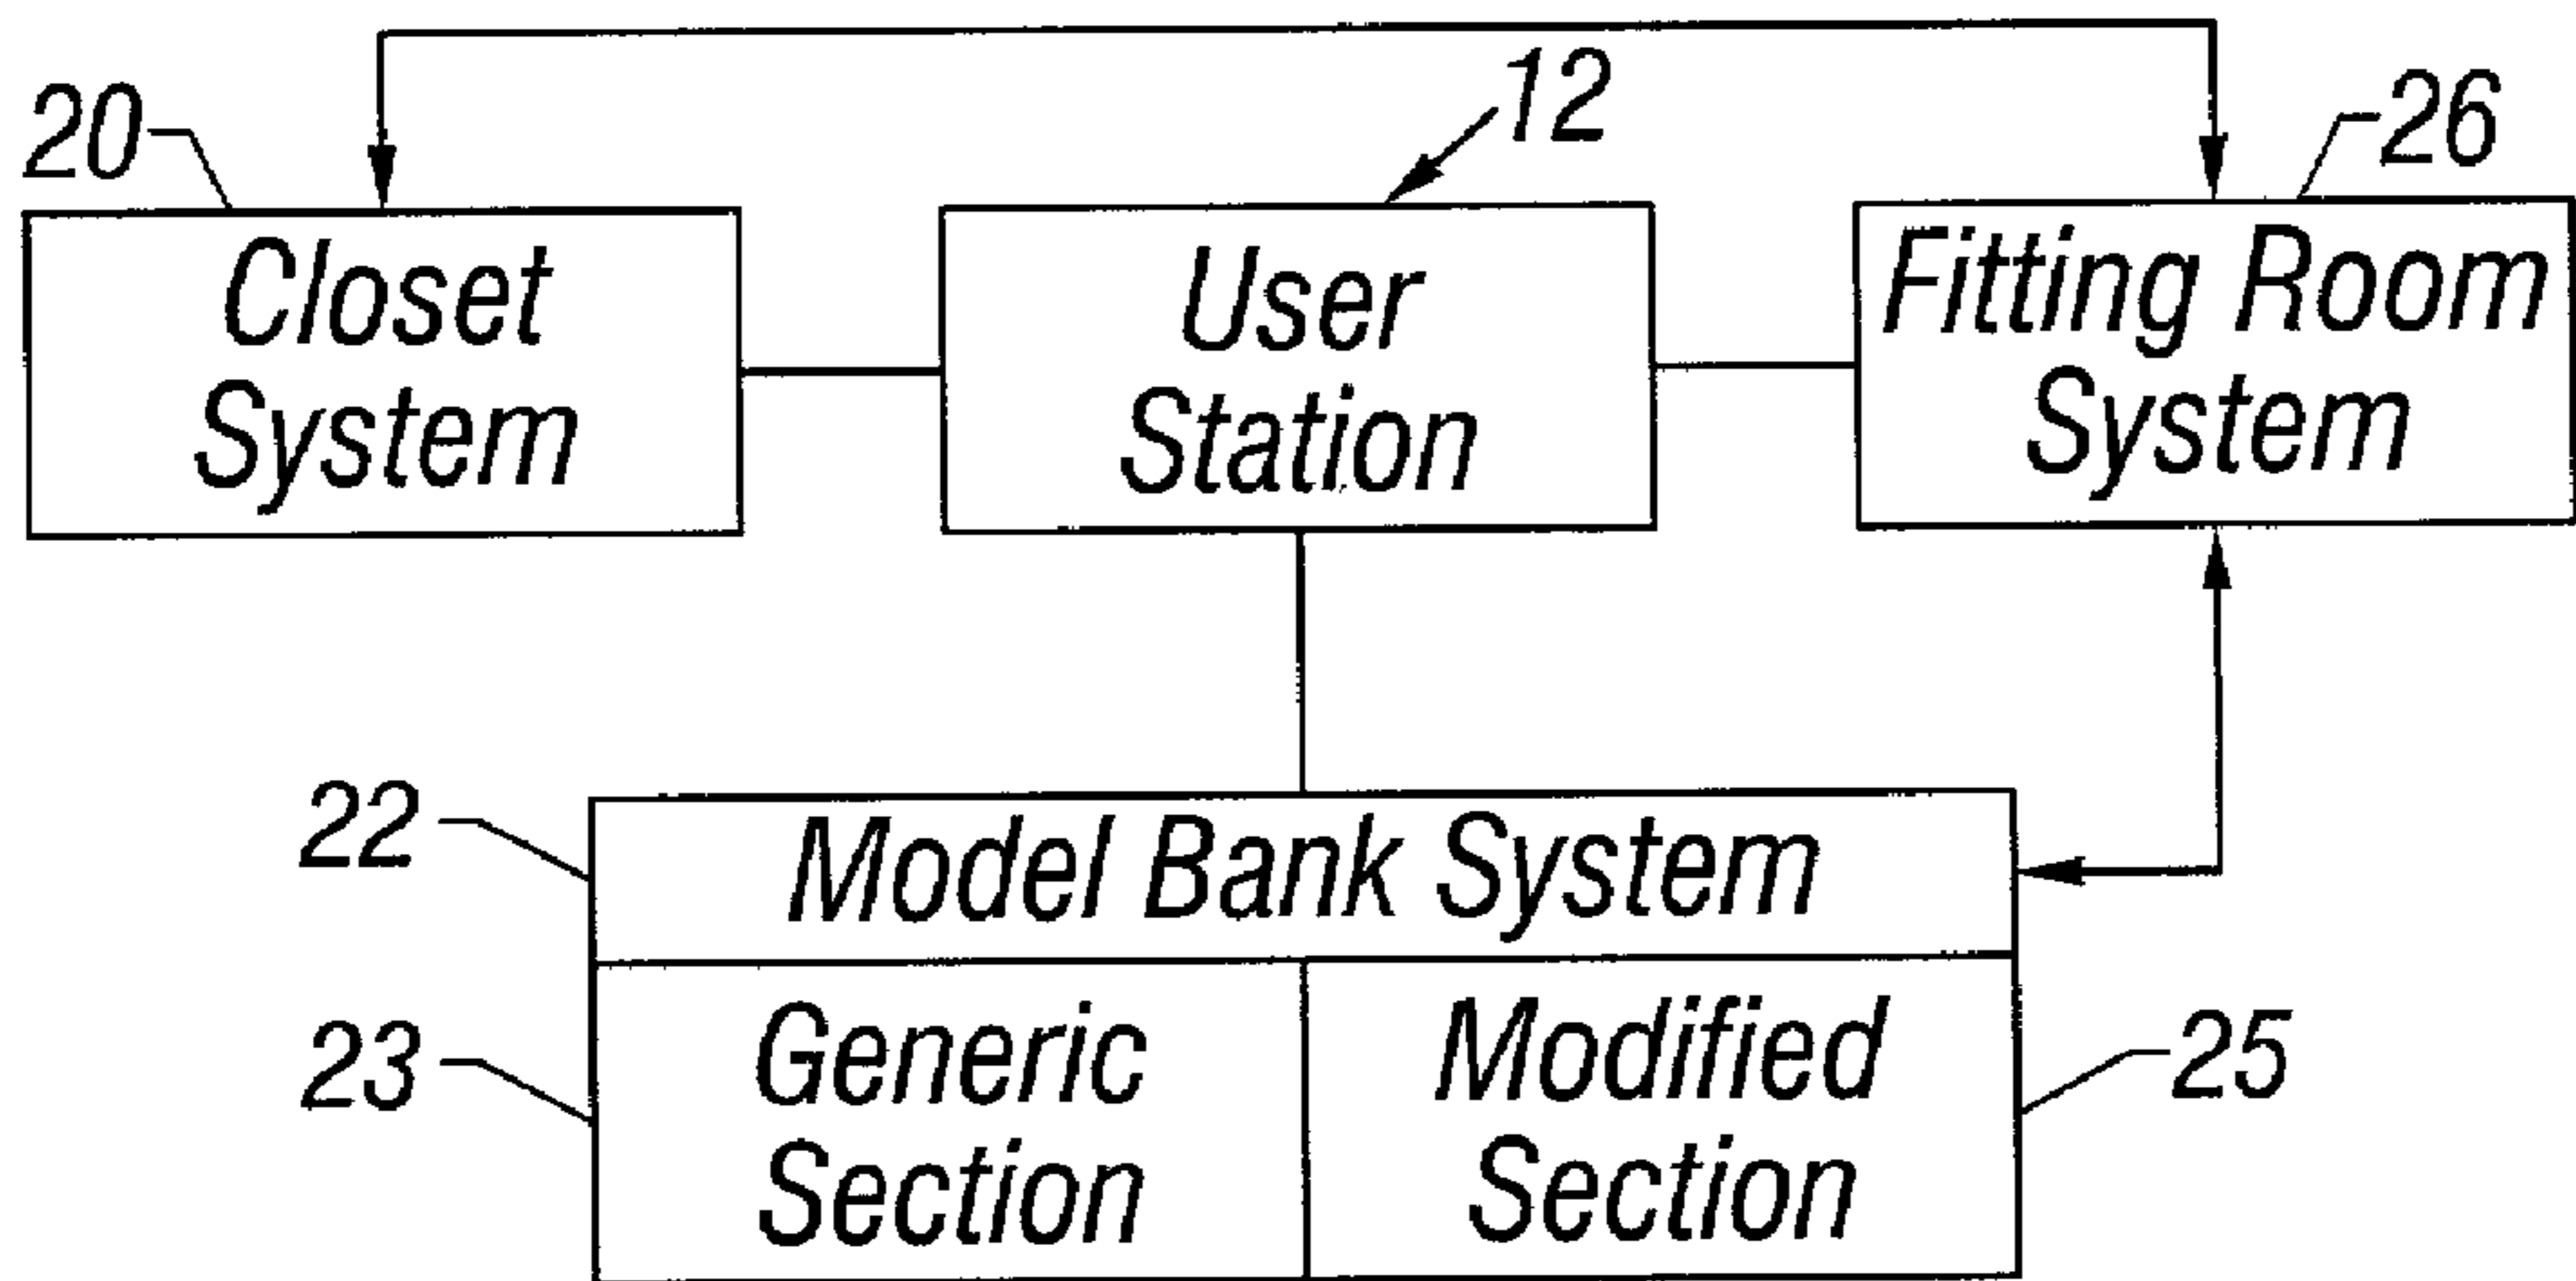 20
12
26
Closet
System
User
Station
Fitting Room
System
22
Model Bank System
23
Generic
Section
Modified
Section
25